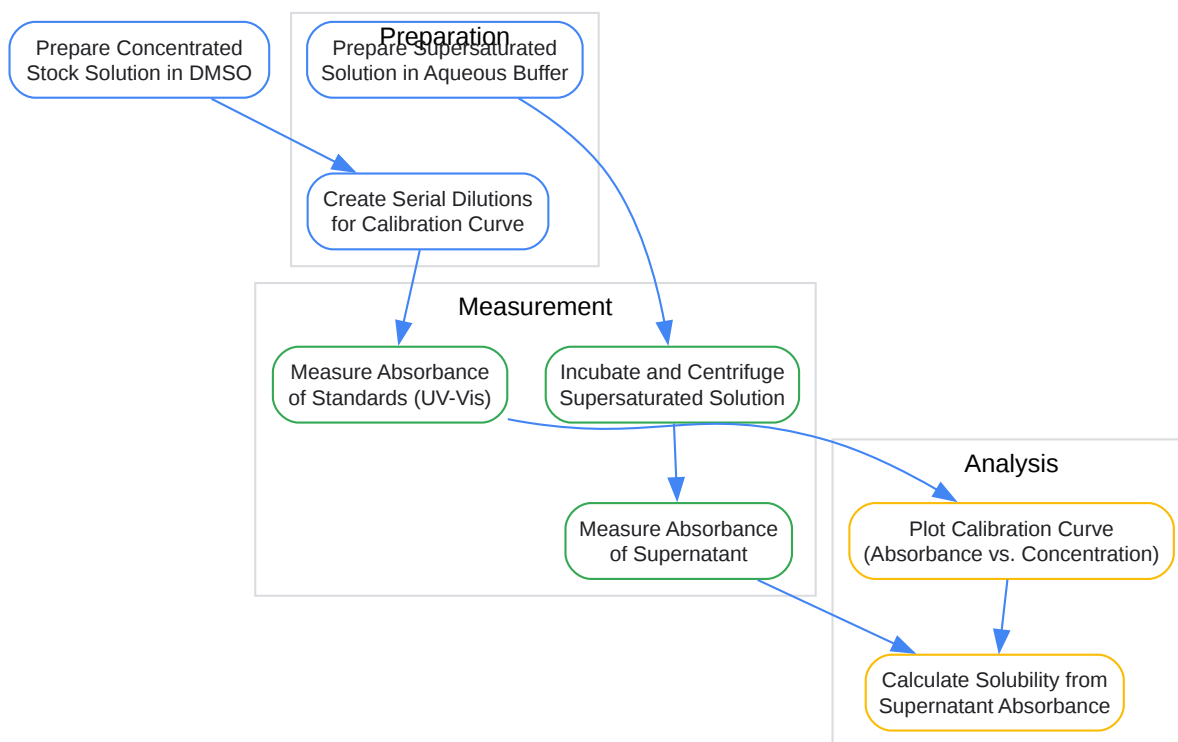 Preparation
Prepare Concentrated
Stock Solution in DMSO
Prepare Supersaturated
Solution in Aqueous Buffer
Create Serial Dilutions
for Calibration Curve
Measurement
Measure Absorbance
of Standards (UV-Vis)
Incubate and Centrifuge
Supersaturated Solution
Analysis
Measure Absorbance
of Supernatant
Plot Calibration Curve
(Absorbance vs. Concentration)
Calculate Solubility from
Supernatant Absorbance